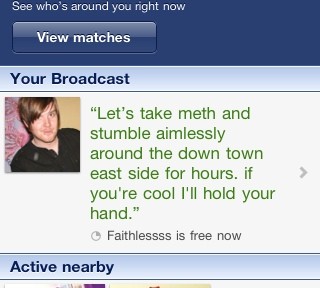 See who's around you right now
View matches
Your Broadcast
“Let’s take meth and
stumble aimlessly
around the down town
east side for hours. if
you're cool I'll hold your
hand.”
Faithlessss is free now
Active nearby